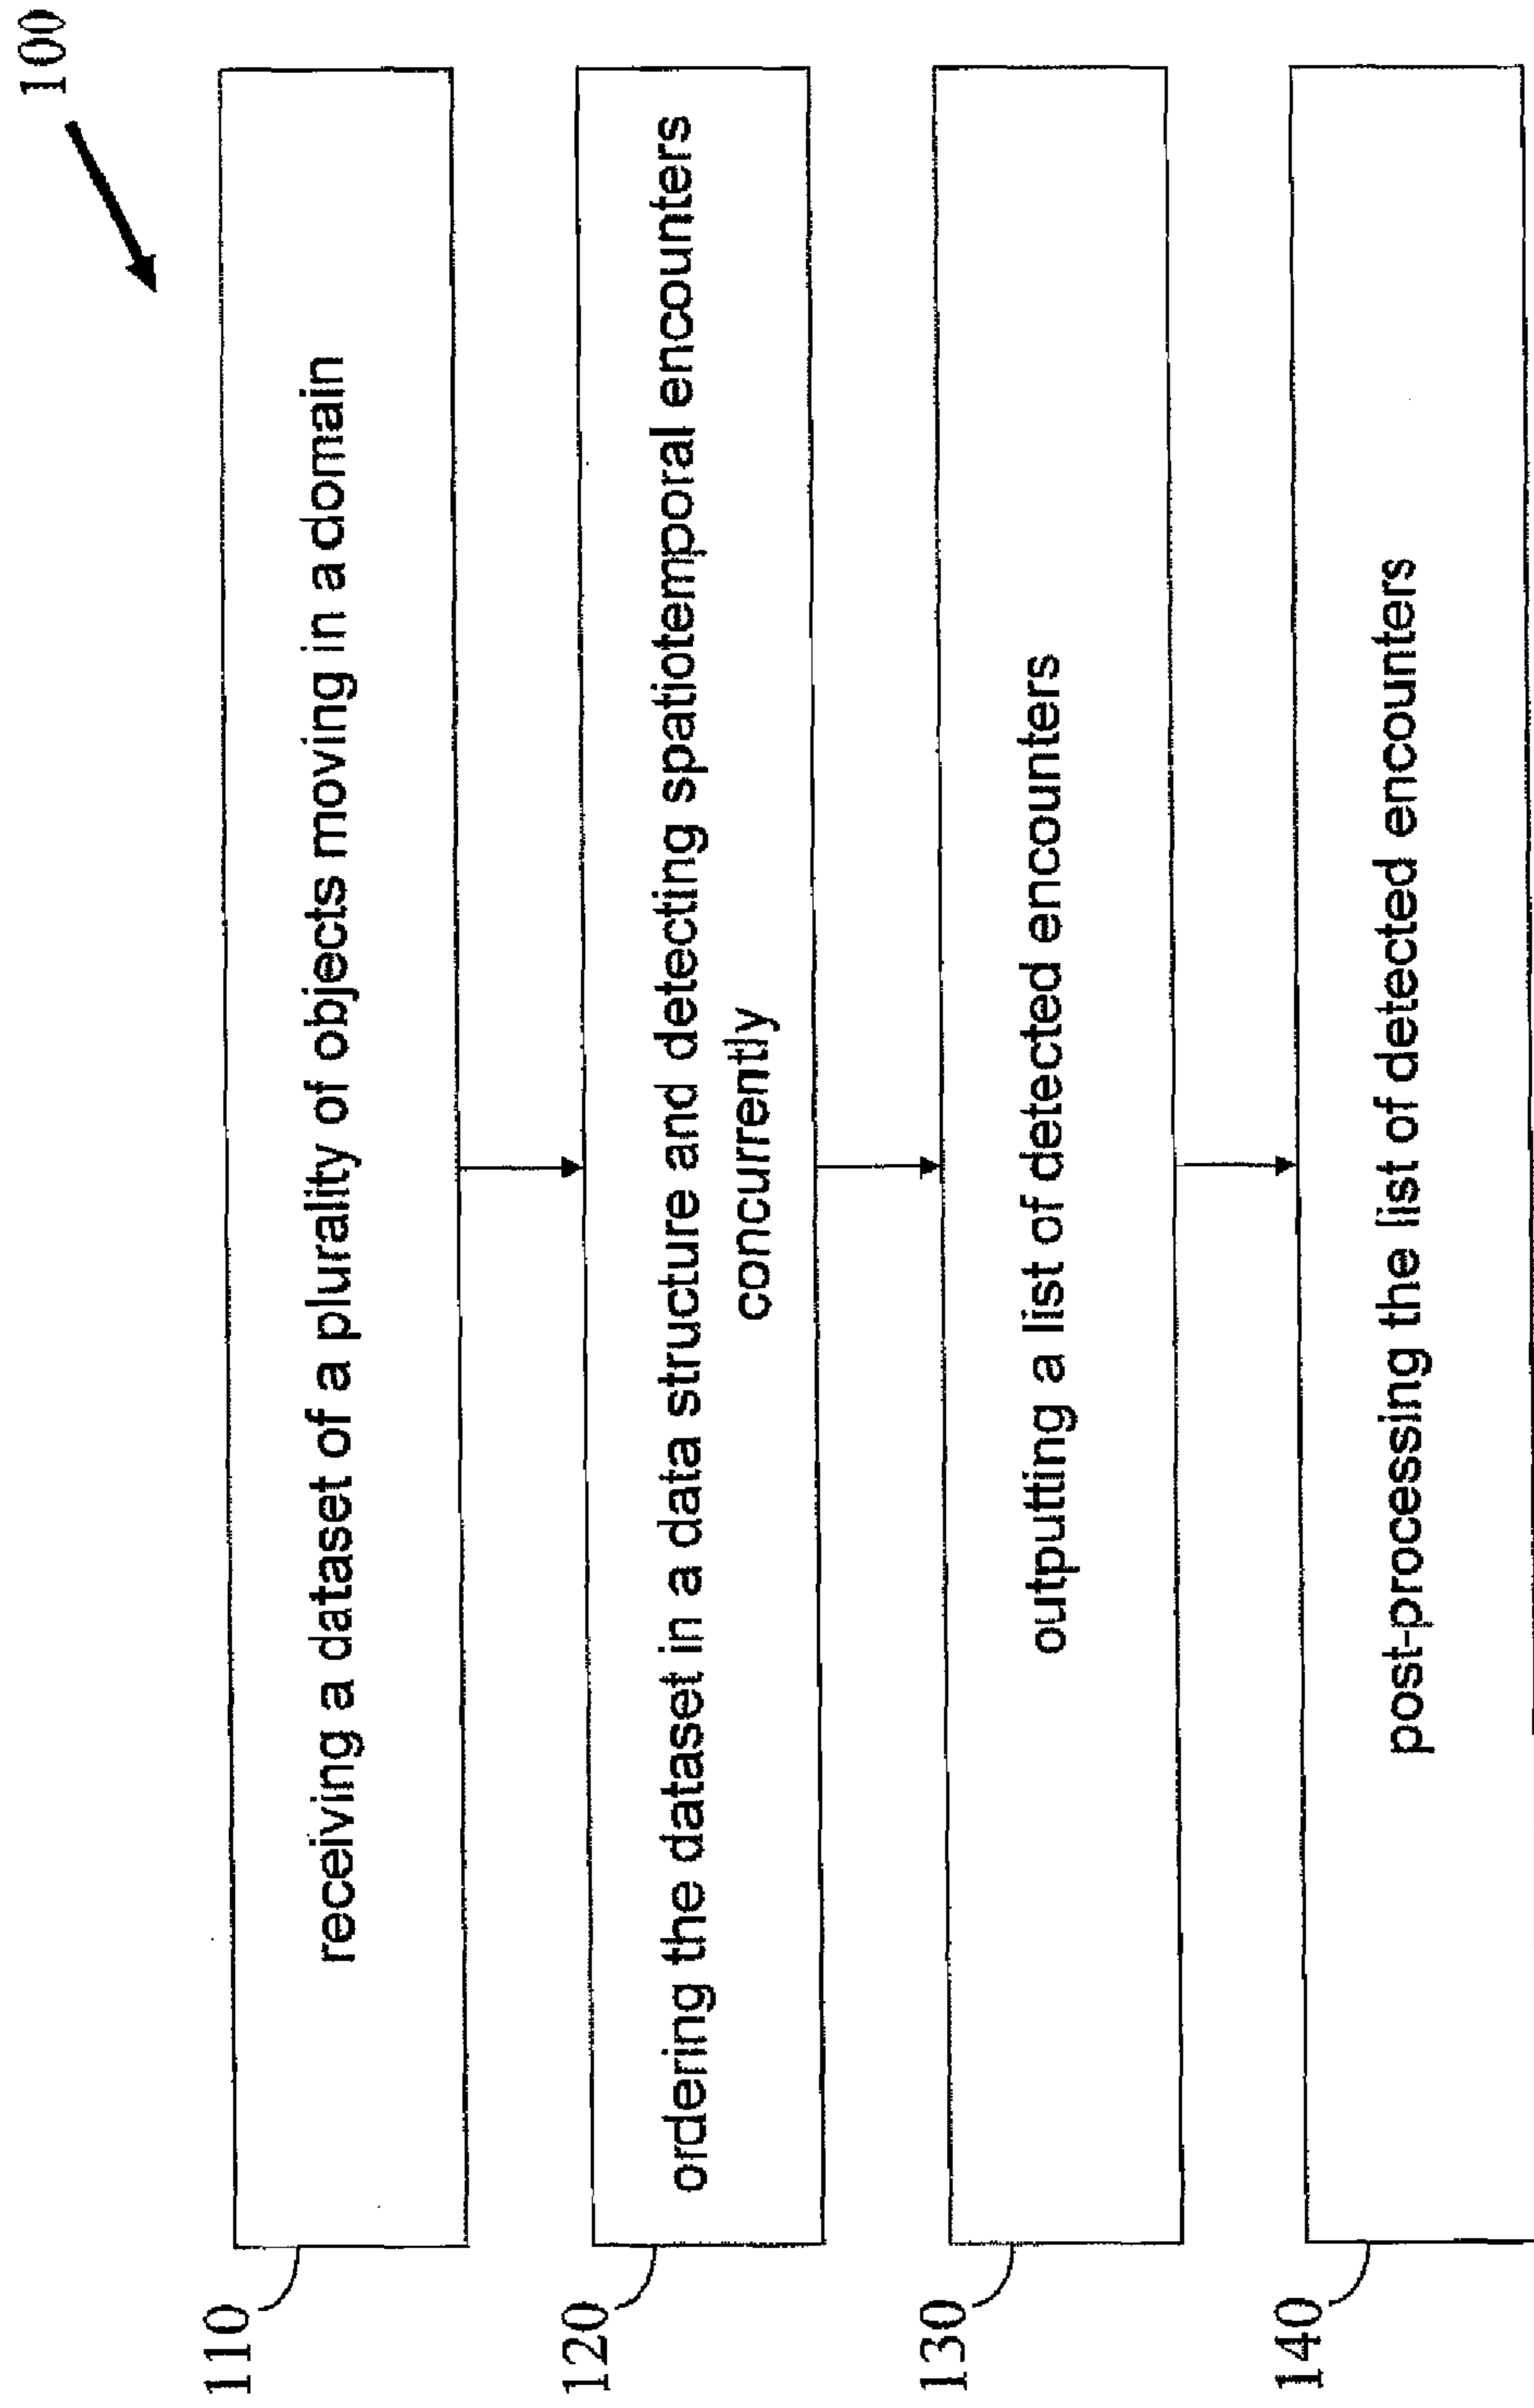 100
110
receiving a dataset of a plurality of objects moving in a domain
120
ordering the dataset in a data structure and detecting spatiotemporal encounters
concurrently
130
outputting a list of detected encounters
140
post-processing the list of detected encounters